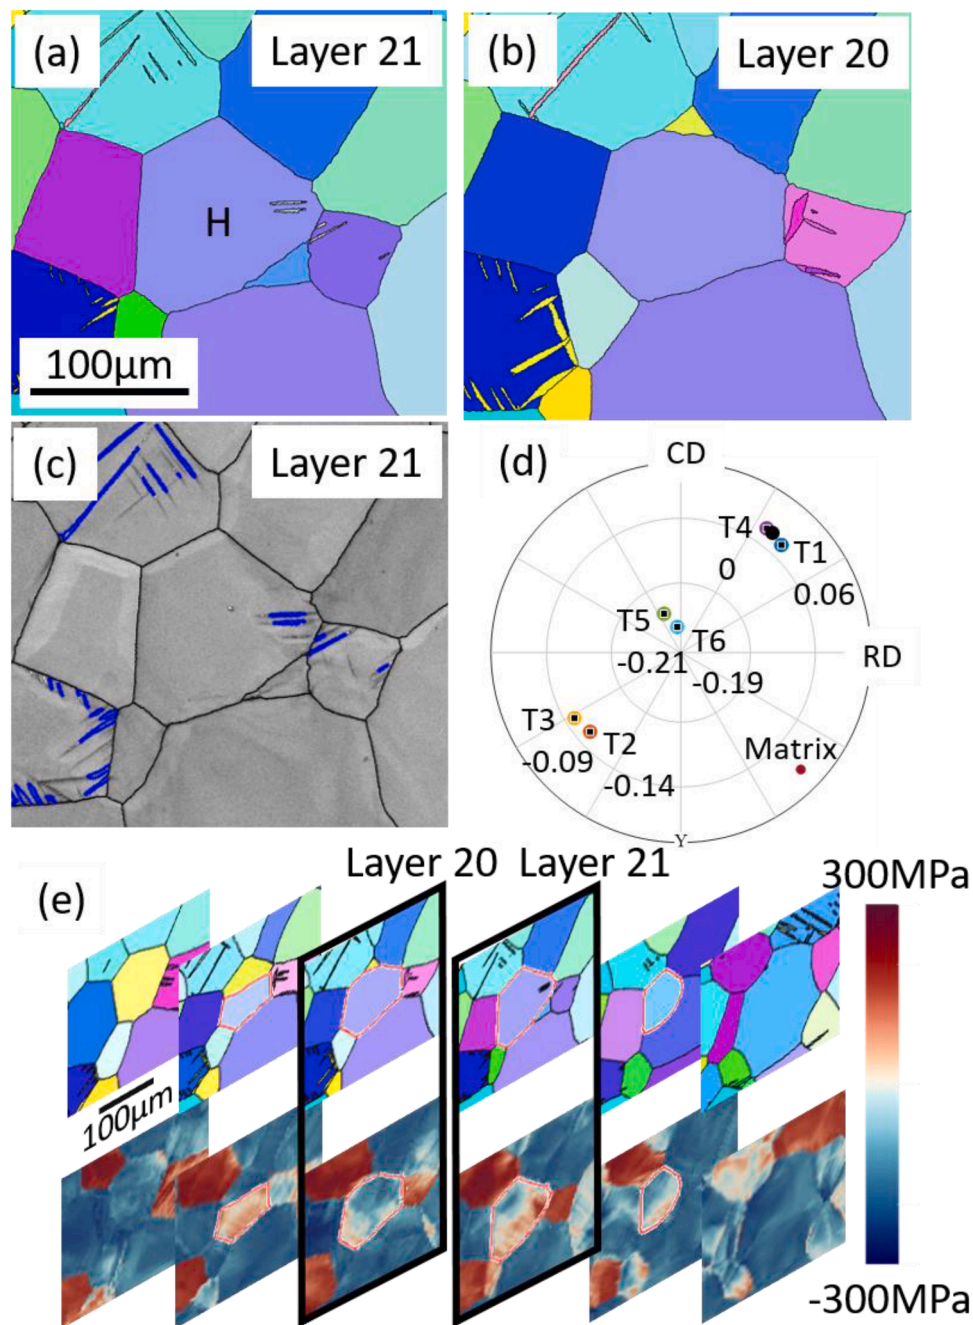 (a)
Layer 21
H
100μm
(b)
Layer 20
(c)
Layer 21
(d)
CD
T4
T1
0
0.06
T5
T6
-0.21
-0.19
RD
T3
T2
-0.09
-0.14
Matrix
Y
Layer 20 Layer 21
(e)
300MPa
100μm
-300MPa